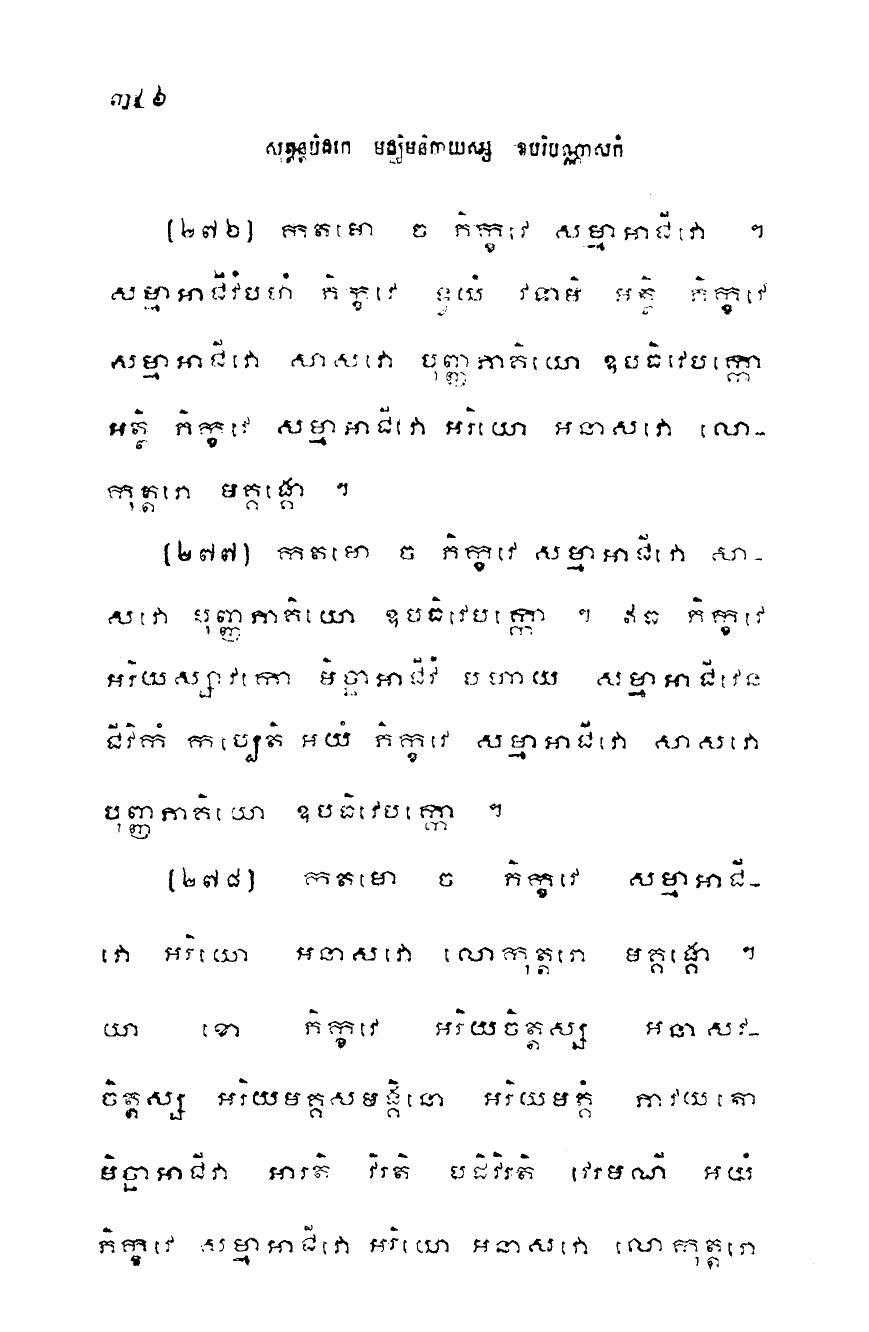 ៣៤៦
សុត្តន្តបិដកេ មជ្ឈិមនិកាយស្ស ឧបរិបណ្ណាសកំ
(២៧៦) កតមោ ច ភិក្ខវេ សម្មាអាជីវោ ។
សម្មាអាជីវំបហំ ភិក្ខវេ ទ្វយំ វទាមិ អត្ថិ ភិក្ខវេ
សម្មាអាជីវោ សាសវោ បុញ្ញភាគិយោ ឧបធិវេបក្កោ
អត្ថិ ភិក្ខវេ សម្មាអាជីវោ អរិយោ អនាសវោ លោ-
កុត្តរោ មគ្គង្គោ ។
(២៧៧) កតមោ ច ភិក្ខវេ សម្មាអាជីវោ សា-
សវោ បុញ្ញភាគិយោ ឧបធិវេបក្កោ ។ ឥធ ភិក្ខវេ
អរិយស្សាវកោ មិច្ឆាអាជីវំ បហាយ សម្មាអាជីវេន
ជីវិកំ កប្បេតិ អយំ ភិក្ខវេ សម្មាអាជីវោ សាសវោ
បុញ្ញភាគិយោ ឧបធិវេបក្កោ ។
(២៧៨) កតមោ ច ភិក្ខវេ សម្មាអាជី-
វោ អរិយោ អនាសវោ លោកុត្តរោ មគ្គង្គោ ។
យា ខោ ភិក្ខវេ អរិយចិត្តស្ស អនាសវ-
ចិត្តស្ស អរិយមគ្គសមង្គិនោ អរិយមគ្គំ ភាវយតោ
មិច្ឆាអាជីវា អារតិ វិរតិ បដិវិរតិ វេរមណី អយំ
ភិក្ខវេ សម្មាអាជីវោ អរិយោ អនាសវោ លោកុត្តរោ